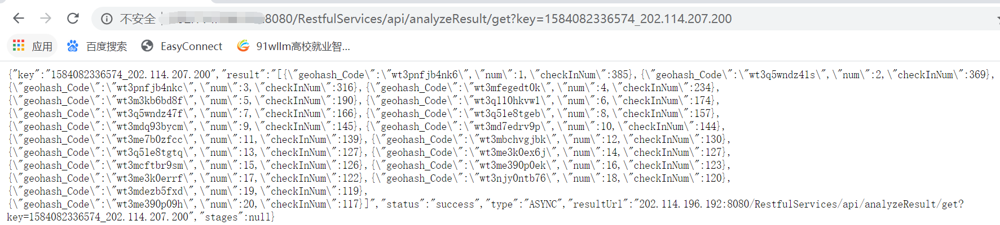 不安全 8080/RestfulServices/api/analyzeResult/get?key=1584082336574_202.114.207.200
应用 百度搜索 EasyConnect 91wllm高校就业智...
{"key":"1584082336574_202.114.207.200","result":"[{\"geohash_Code\":\"wt3pnfjb4nk6\",\"num\":1,\"checkInNum\":385},{\"geohash_Code\":\"wt3q5wndz4ls\",\"num\":2,\"checkInNum\":369},
{\"geohash_Code\":\"wt3pnfjb4nkc\",\"num\":3,\"checkInNum\":316},{\"geohash_Code\":\"wt3mfegedt0k\",\"num\":4,\"checkInNum\":234},
{\"geohash_Code\":\"wt3m3kb6bd8f\",\"num\":5,\"checkInNum\":190},{\"geohash_Code\":\"wt3q110hkvw1\",\"num\":6,\"checkInNum\":174},
{\"geohash_Code\":\"wt3q5wndz47f\",\"num\":7,\"checkInNum\":166},{\"geohash_Code\":\"wt3q51e8tgeb\",\"num\":8,\"checkInNum\":157},
{\"geohash_Code\":\"wt3mdq93bycm\",\"num\":9,\"checkInNum\":145},{\"geohash_Code\":\"wt3md7edrv9p\",\"num\":10,\"checkInNum\":144},
{\"geohash_Code\":\"wt3me7b0zfcc\",\"num\":11,\"checkInNum\":139},{\"geohash_Code\":\"wt3mbchvgjbk\",\"num\":12,\"checkInNum\":130},
{\"geohash_Code\":\"wt3q51e8tgtq\",\"num\":13,\"checkInNum\":127},{\"geohash_Code\":\"wt3me3k0ex6j\",\"num\":14,\"checkInNum\":127},
{\"geohash_Code\":\"wt3mcftbr9sm\",\"num\":15,\"checkInNum\":126},{\"geohash_Code\":\"wt3me390p0ek\",\"num\":16,\"checkInNum\":123},
{\"geohash_Code\":\"wt3me3k0errf\",\"num\":17,\"checkInNum\":122},{\"geohash_Code\":\"wt3njy0ntb76\",\"num\":18,\"checkInNum\":120},
{\"geohash_Code\":\"wt3mdezb5fxd\",\"num\":19,\"checkInNum\":119},
{\"geohash_Code\":\"wt3me390p09h\",\"num\":20,\"checkInNum\":117}]","status":"success","type":"ASYNC","resultUrl":"202.114.196.192:8080/RestfulServices/api/analyzeResult/get?
key=1584082336574_202.114.207.200","stages":null}